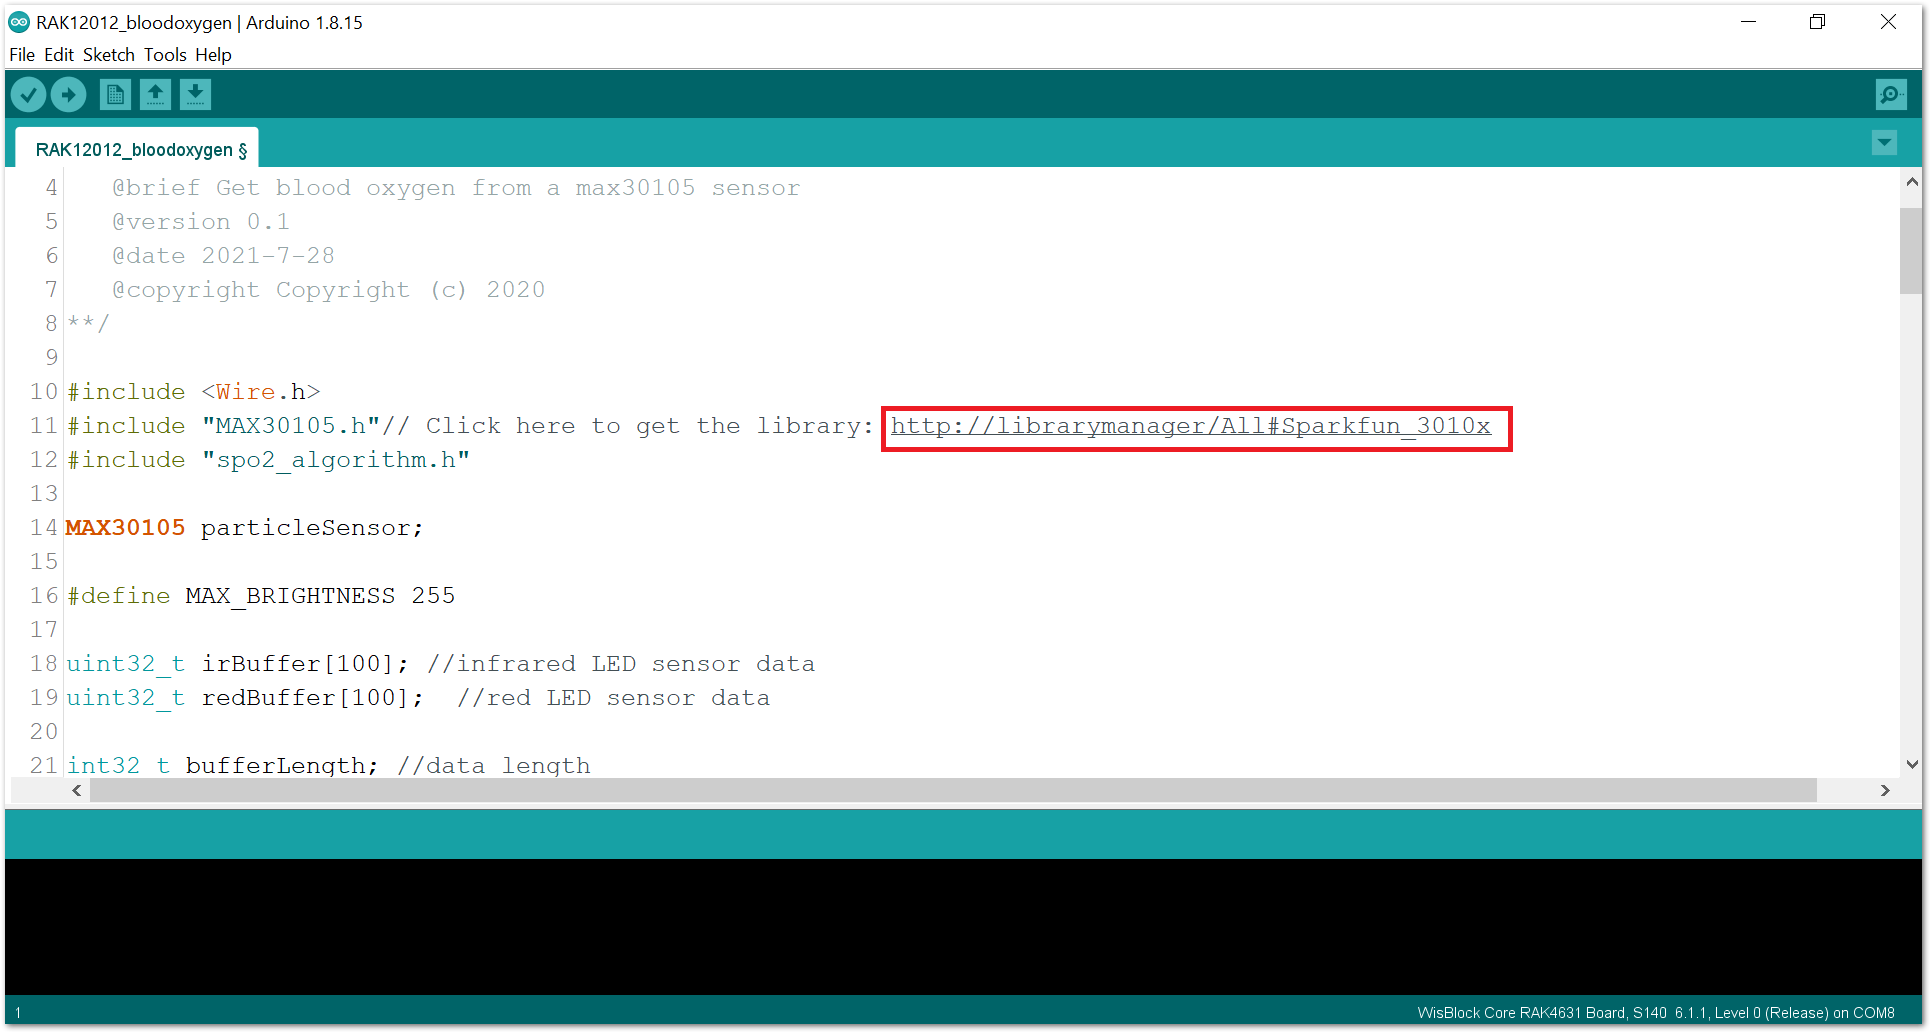 RAK12012_bloodoxygen | Arduino 1.8.15
File Edit Sketch Tools Help
RAK12012_bloodoxygen §
4    @brief Get blood oxygen from a max30105 sensor
5    @version 0.1
6    @date 2021-7-28
7    @copyright Copyright (c) 2020
8 **/
9
10 #include <Wire.h>
11 #include "MAX30105.h"// Click here to get the library: http://librarymanager/All#Sparkfun_3010x
12 #include "spo2_algorithm.h"
13
14 MAX30105 particleSensor;
15
16 #define MAX_BRIGHTNESS 255
17
18 uint32_t irBuffer[100]; //infrared LED sensor data
19 uint32_t redBuffer[100];  //red LED sensor data
20
21 int32_t bufferLength; //data length
1
WisBlock Core RAK4631 Board, S140 6.1.1, Level 0 (Release) on COM8